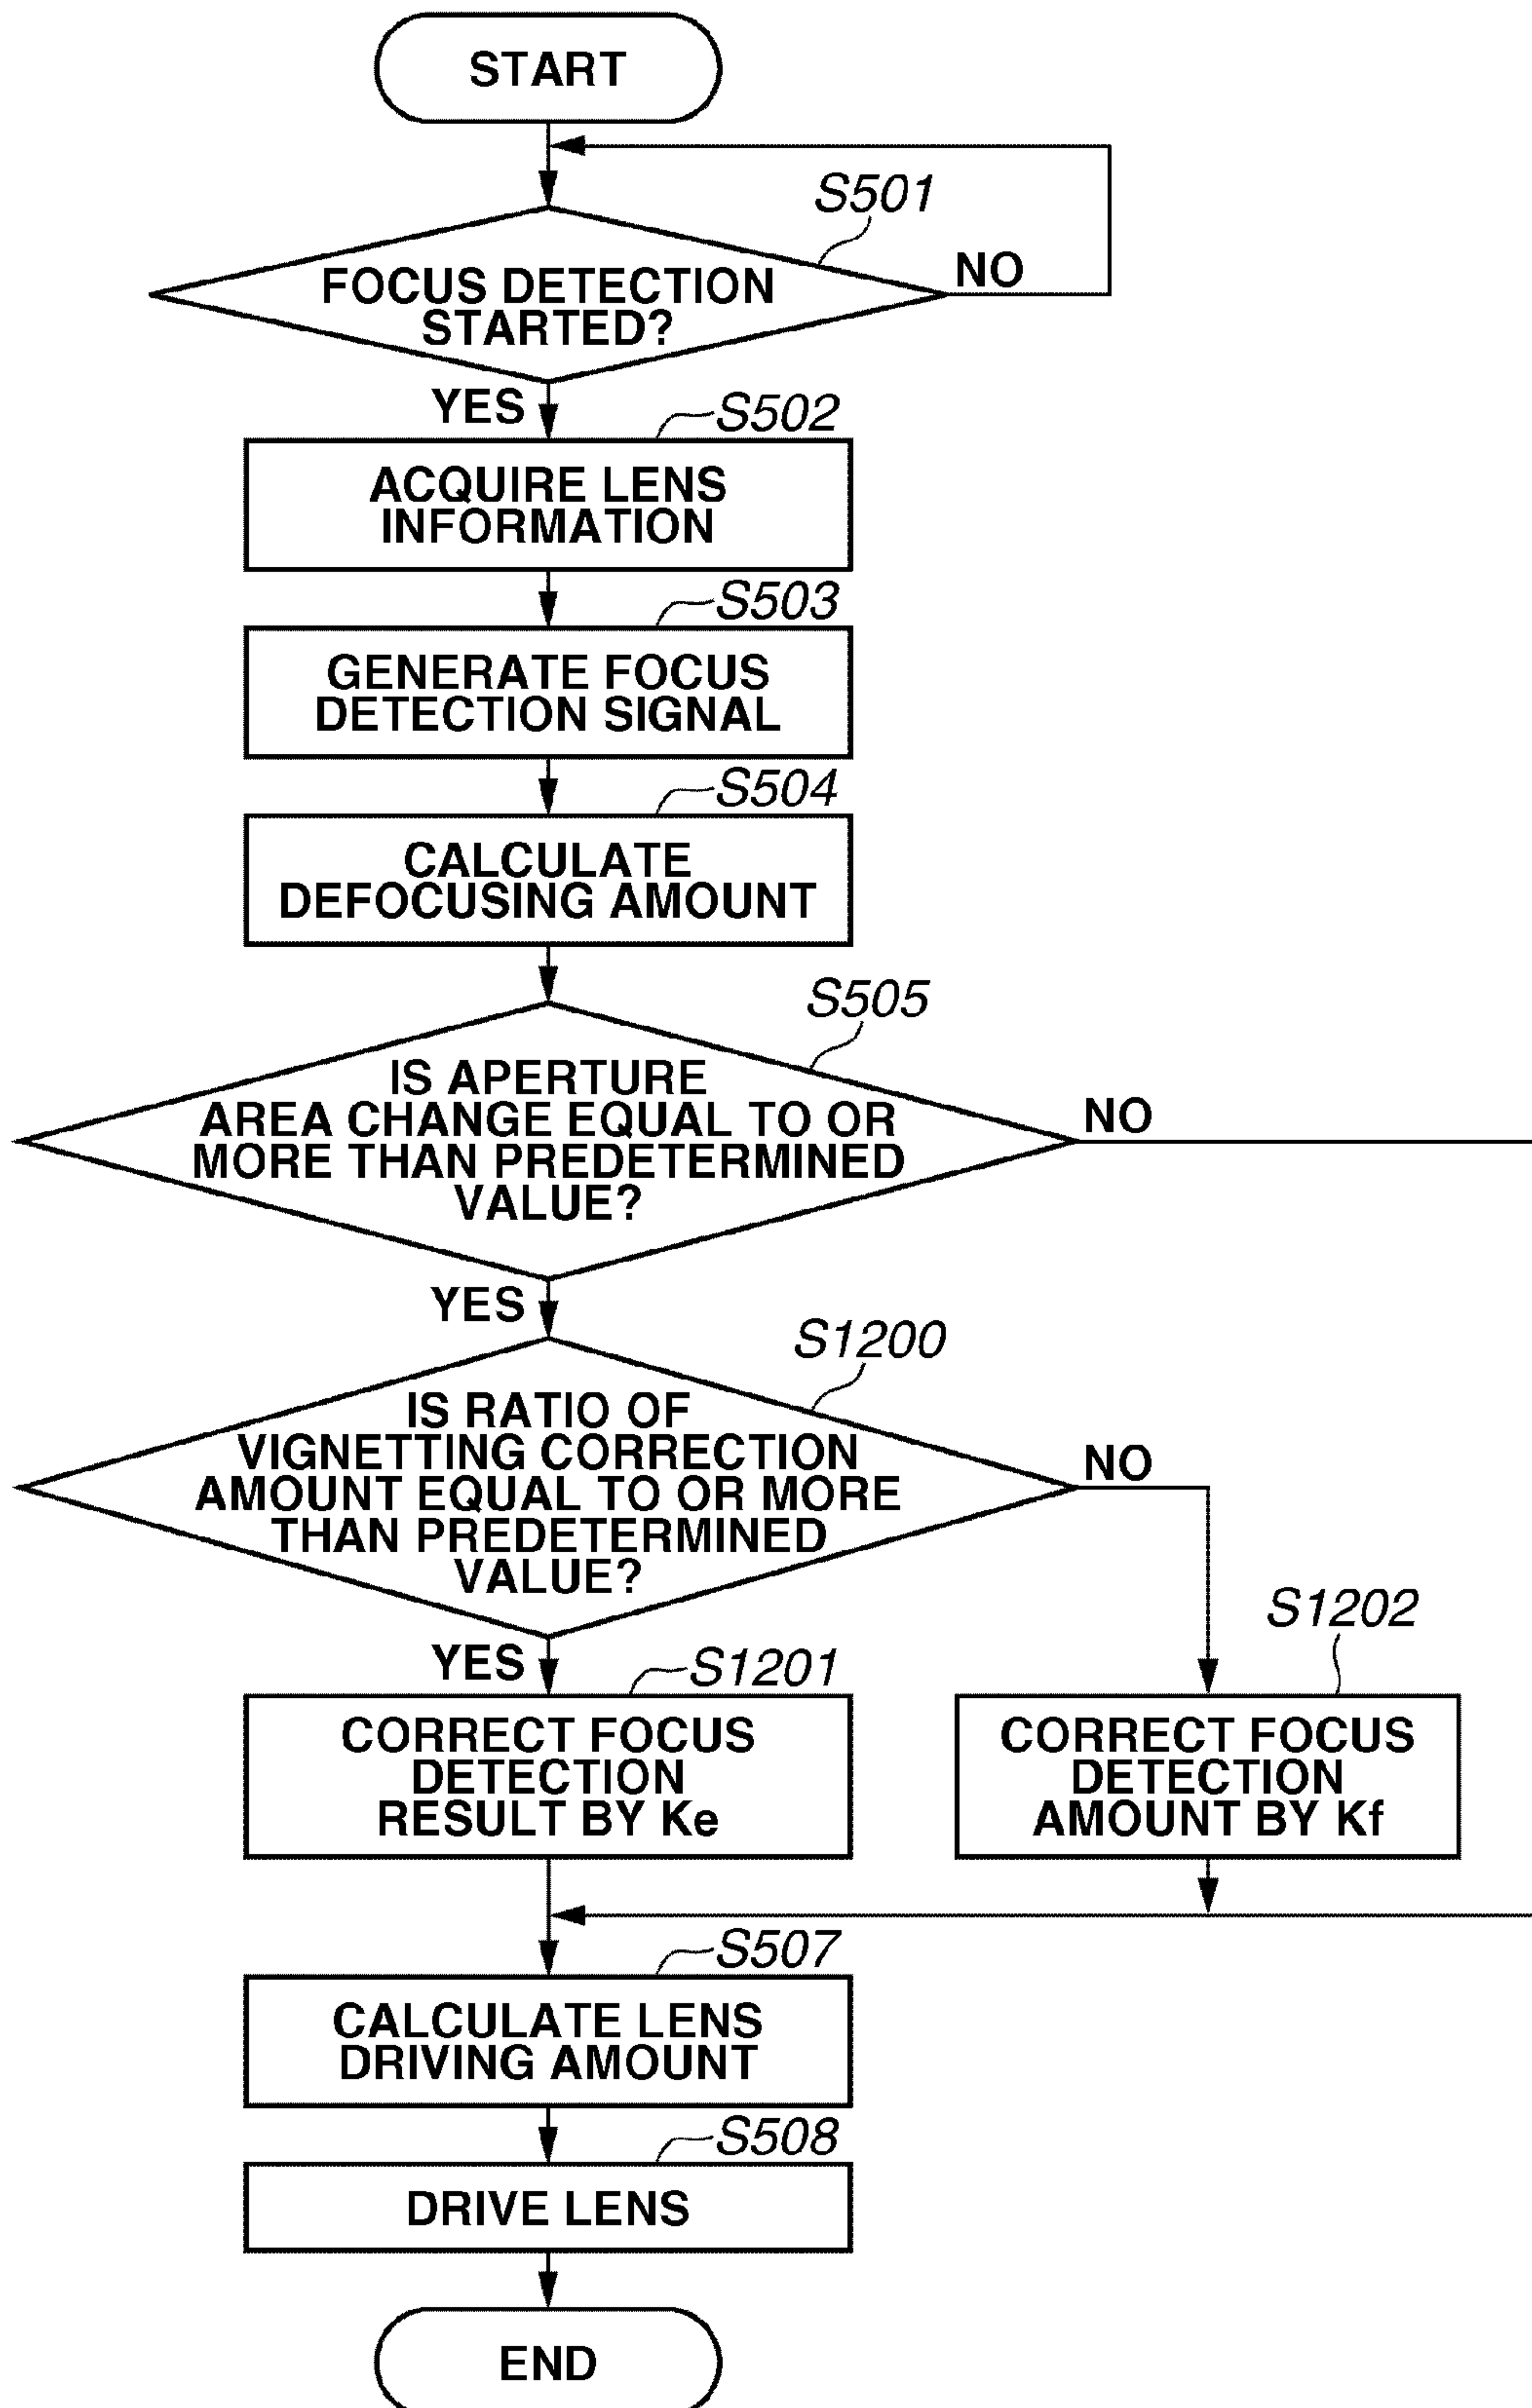 START
S501
FOCUS DETECTION
STARTED?
NO
YES
S502
ACQUIRE LENS
INFORMATION
S503
GENERATE FOCUS
DETECTION SIGNAL
S504
CALCULATE
DEFOCUSING AMOUNT
S505
IS APERTURE
AREA CHANGE EQUAL TO OR
MORE THAN PREDETERMINED
VALUE?
NO
YES
S1200
IS RATIO OF
VIGNETTING CORRECTION
AMOUNT EQUAL TO OR MORE
THAN PREDETERMINED
VALUE?
NO
YES
S1201
CORRECT FOCUS
DETECTION
RESULT BY Ke
S1202
CORRECT FOCUS
DETECTION
AMOUNT BY Kf
S507
CALCULATE LENS
DRIVING AMOUNT
S508
DRIVE LENS
END